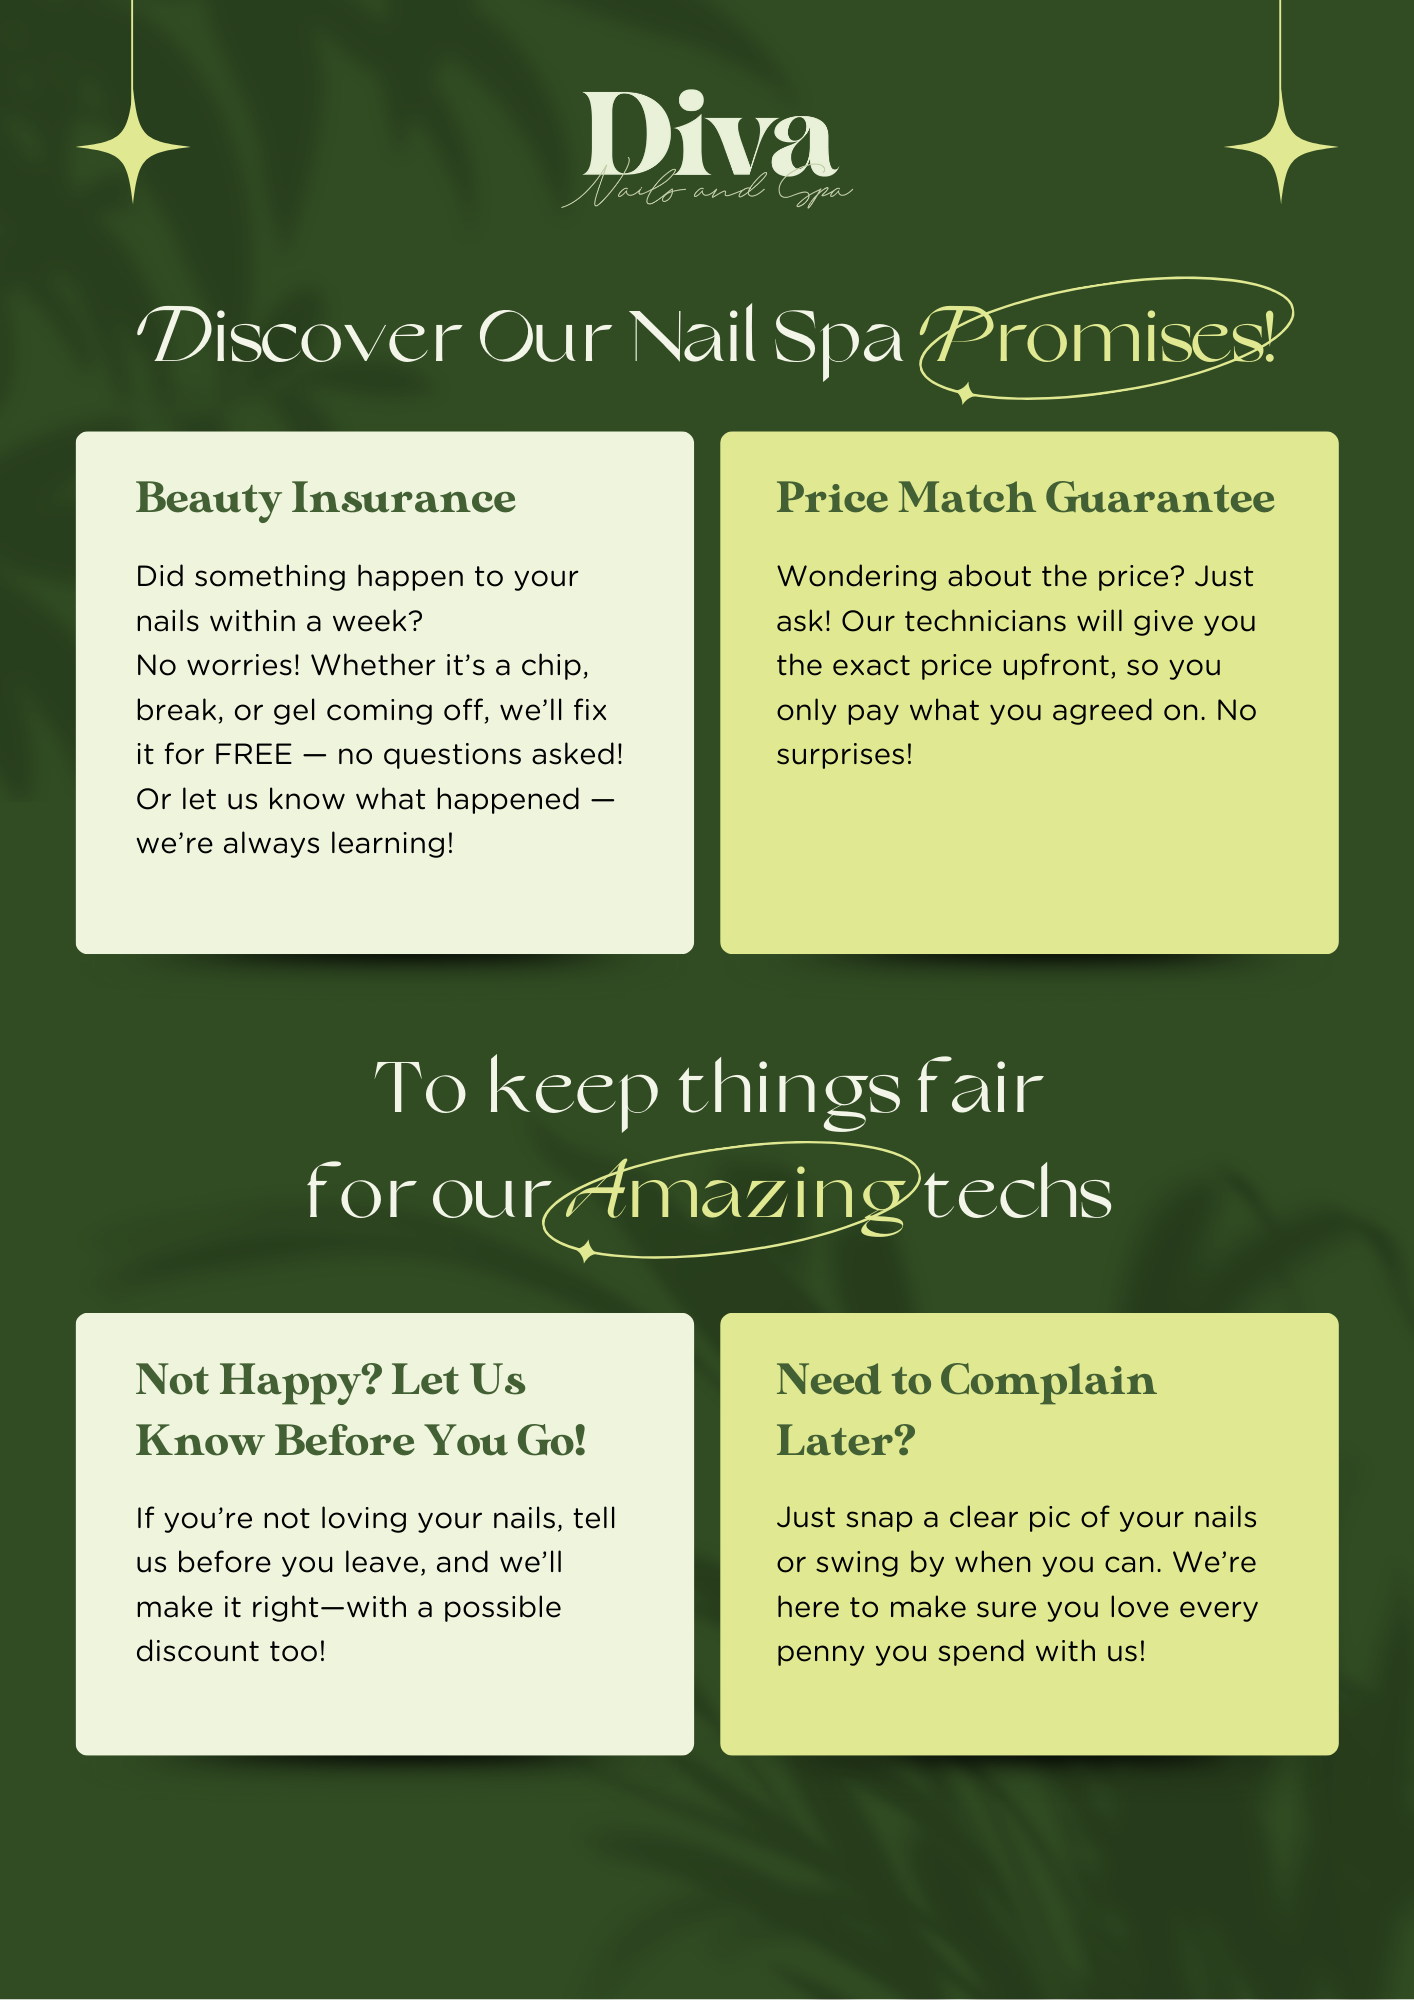 Diva
Nails and Spa
Discover Our Nail Spa Promises!
Beauty Insurance
Did something happen to your
nails within a week?
No worries! Whether it’s a chip,
break, or gel coming off, we’ll fix
it for FREE — no questions asked!
Or let us know what happened —
we’re always learning!
Price Match Guarantee
Wondering about the price? Just
ask! Our technicians will give you
the exact price upfront, so you
only pay what you agreed on. No
surprises!
To keep things fair
for our Amazing techs
Not Happy? Let Us
Know Before You Go!
If you’re not loving your nails, tell
us before you leave, and we’ll
make it right—with a possible
discount too!
Need to Complain
Later?
Just snap a clear pic of your nails
or swing by when you can. We’re
here to make sure you love every
penny you spend with us!